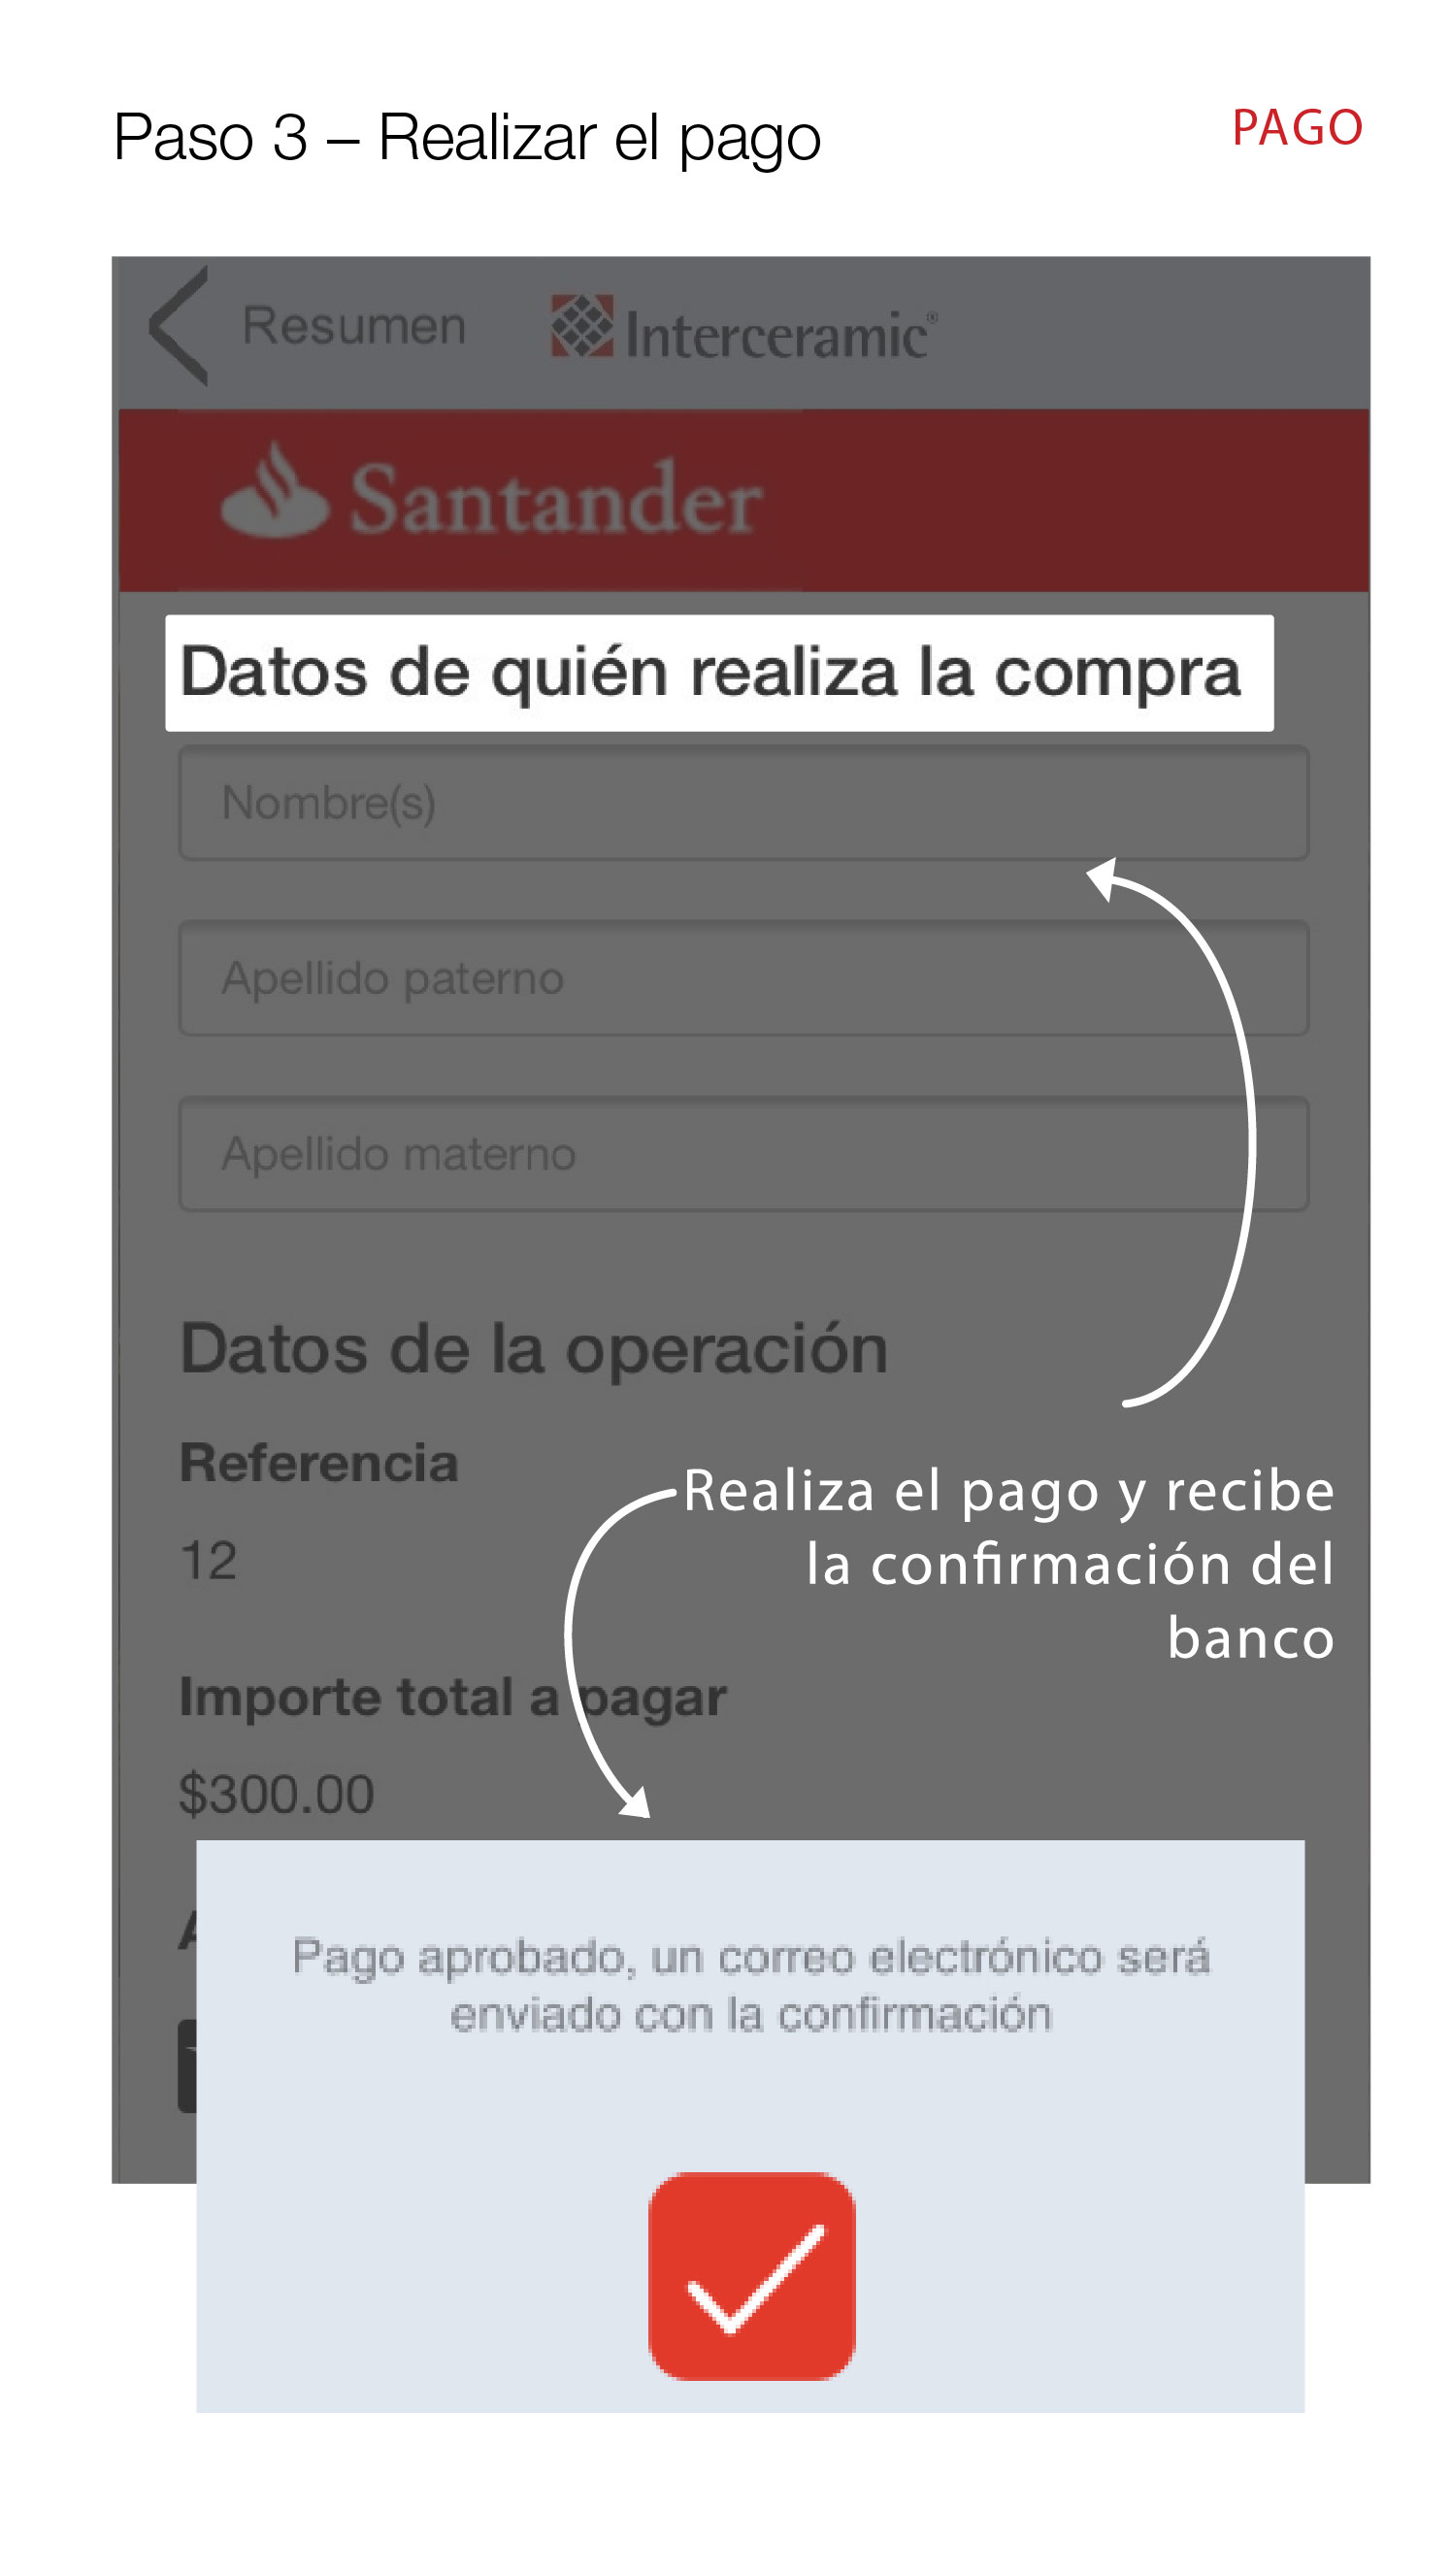 Paso 3 – Realizar el pago
PAGO
Resumen
Interceramic®
Santander
Datos de quién realiza la compra
Nombre(s)
Apellido paterno
Apellido materno
Datos de la operación
Referencia
12
Realiza el pago y recibe
la confirmación del
banco
Importe total a pagar
$300.00
Pago aprobado, un correo electrónico será
enviado con la confirmación